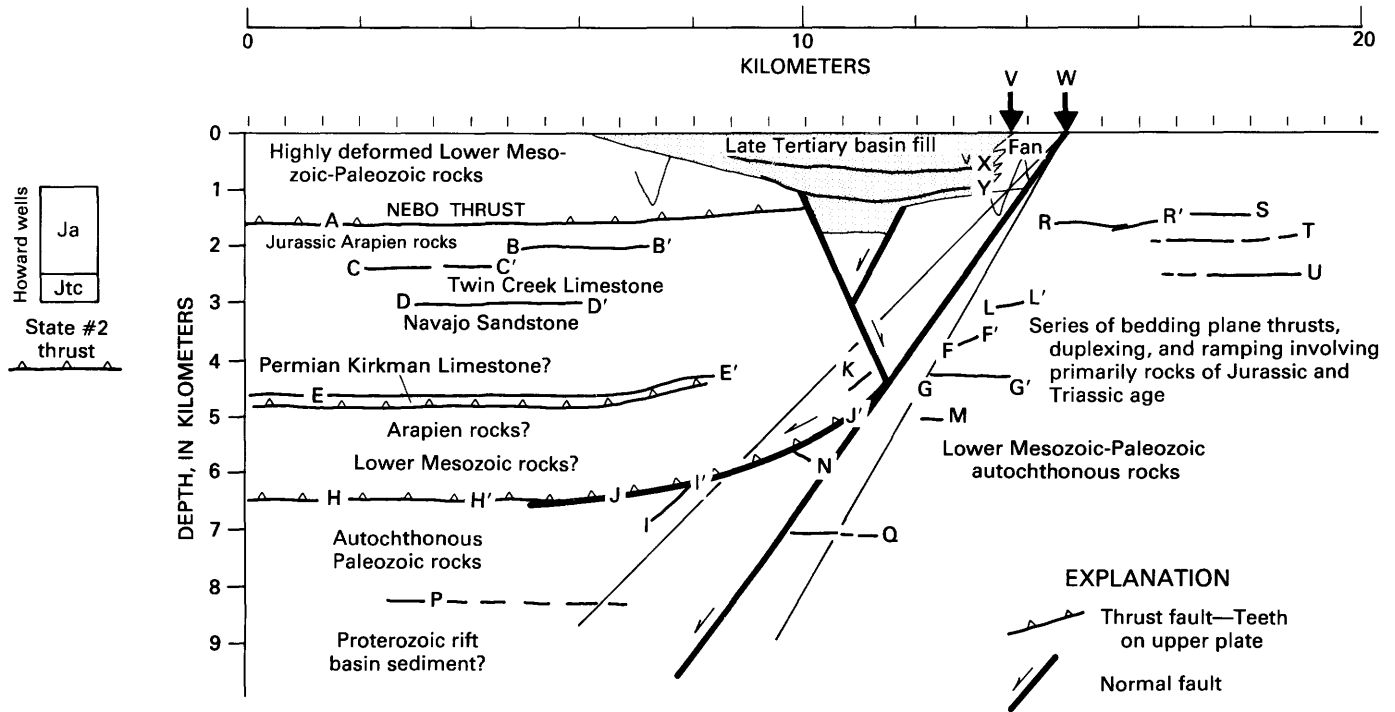 0
10
20
KILOMETERS
V
W
0
1
2
3
4
5
6
7
8
9
DEPTH, IN KILOMETERS
Howard wells
Ja
Jtc
State #2
thrust
Highly deformed Lower Meso-
zoic-Paleozoic rocks
Late Tertiary basin fill
Fan
X
Y
A
NEBO THRUST
Jurassic Arapien rocks
B
B′
C
C′
Twin Creek Limestone
D
D′
Navajo Sandstone
R
R′
S
T
U
L
L′
F
F′
Series of bedding plane thrusts,
duplexing, and ramping involving
primarily rocks of Jurassic and
Triassic age
Permian Kirkman Limestone?
E
E′
K
G
G′
M
Arapien rocks?
J′
Lower Mesozoic rocks?
Lower Mesozoic-Paleozoic
autochthonous rocks
N
H
H′
J
I′
I
Q
Autochthonous
Paleozoic rocks
P
Proterozoic rift
basin sediment?
EXPLANATION
Thrust fault—Teeth
on upper plate
Normal fault